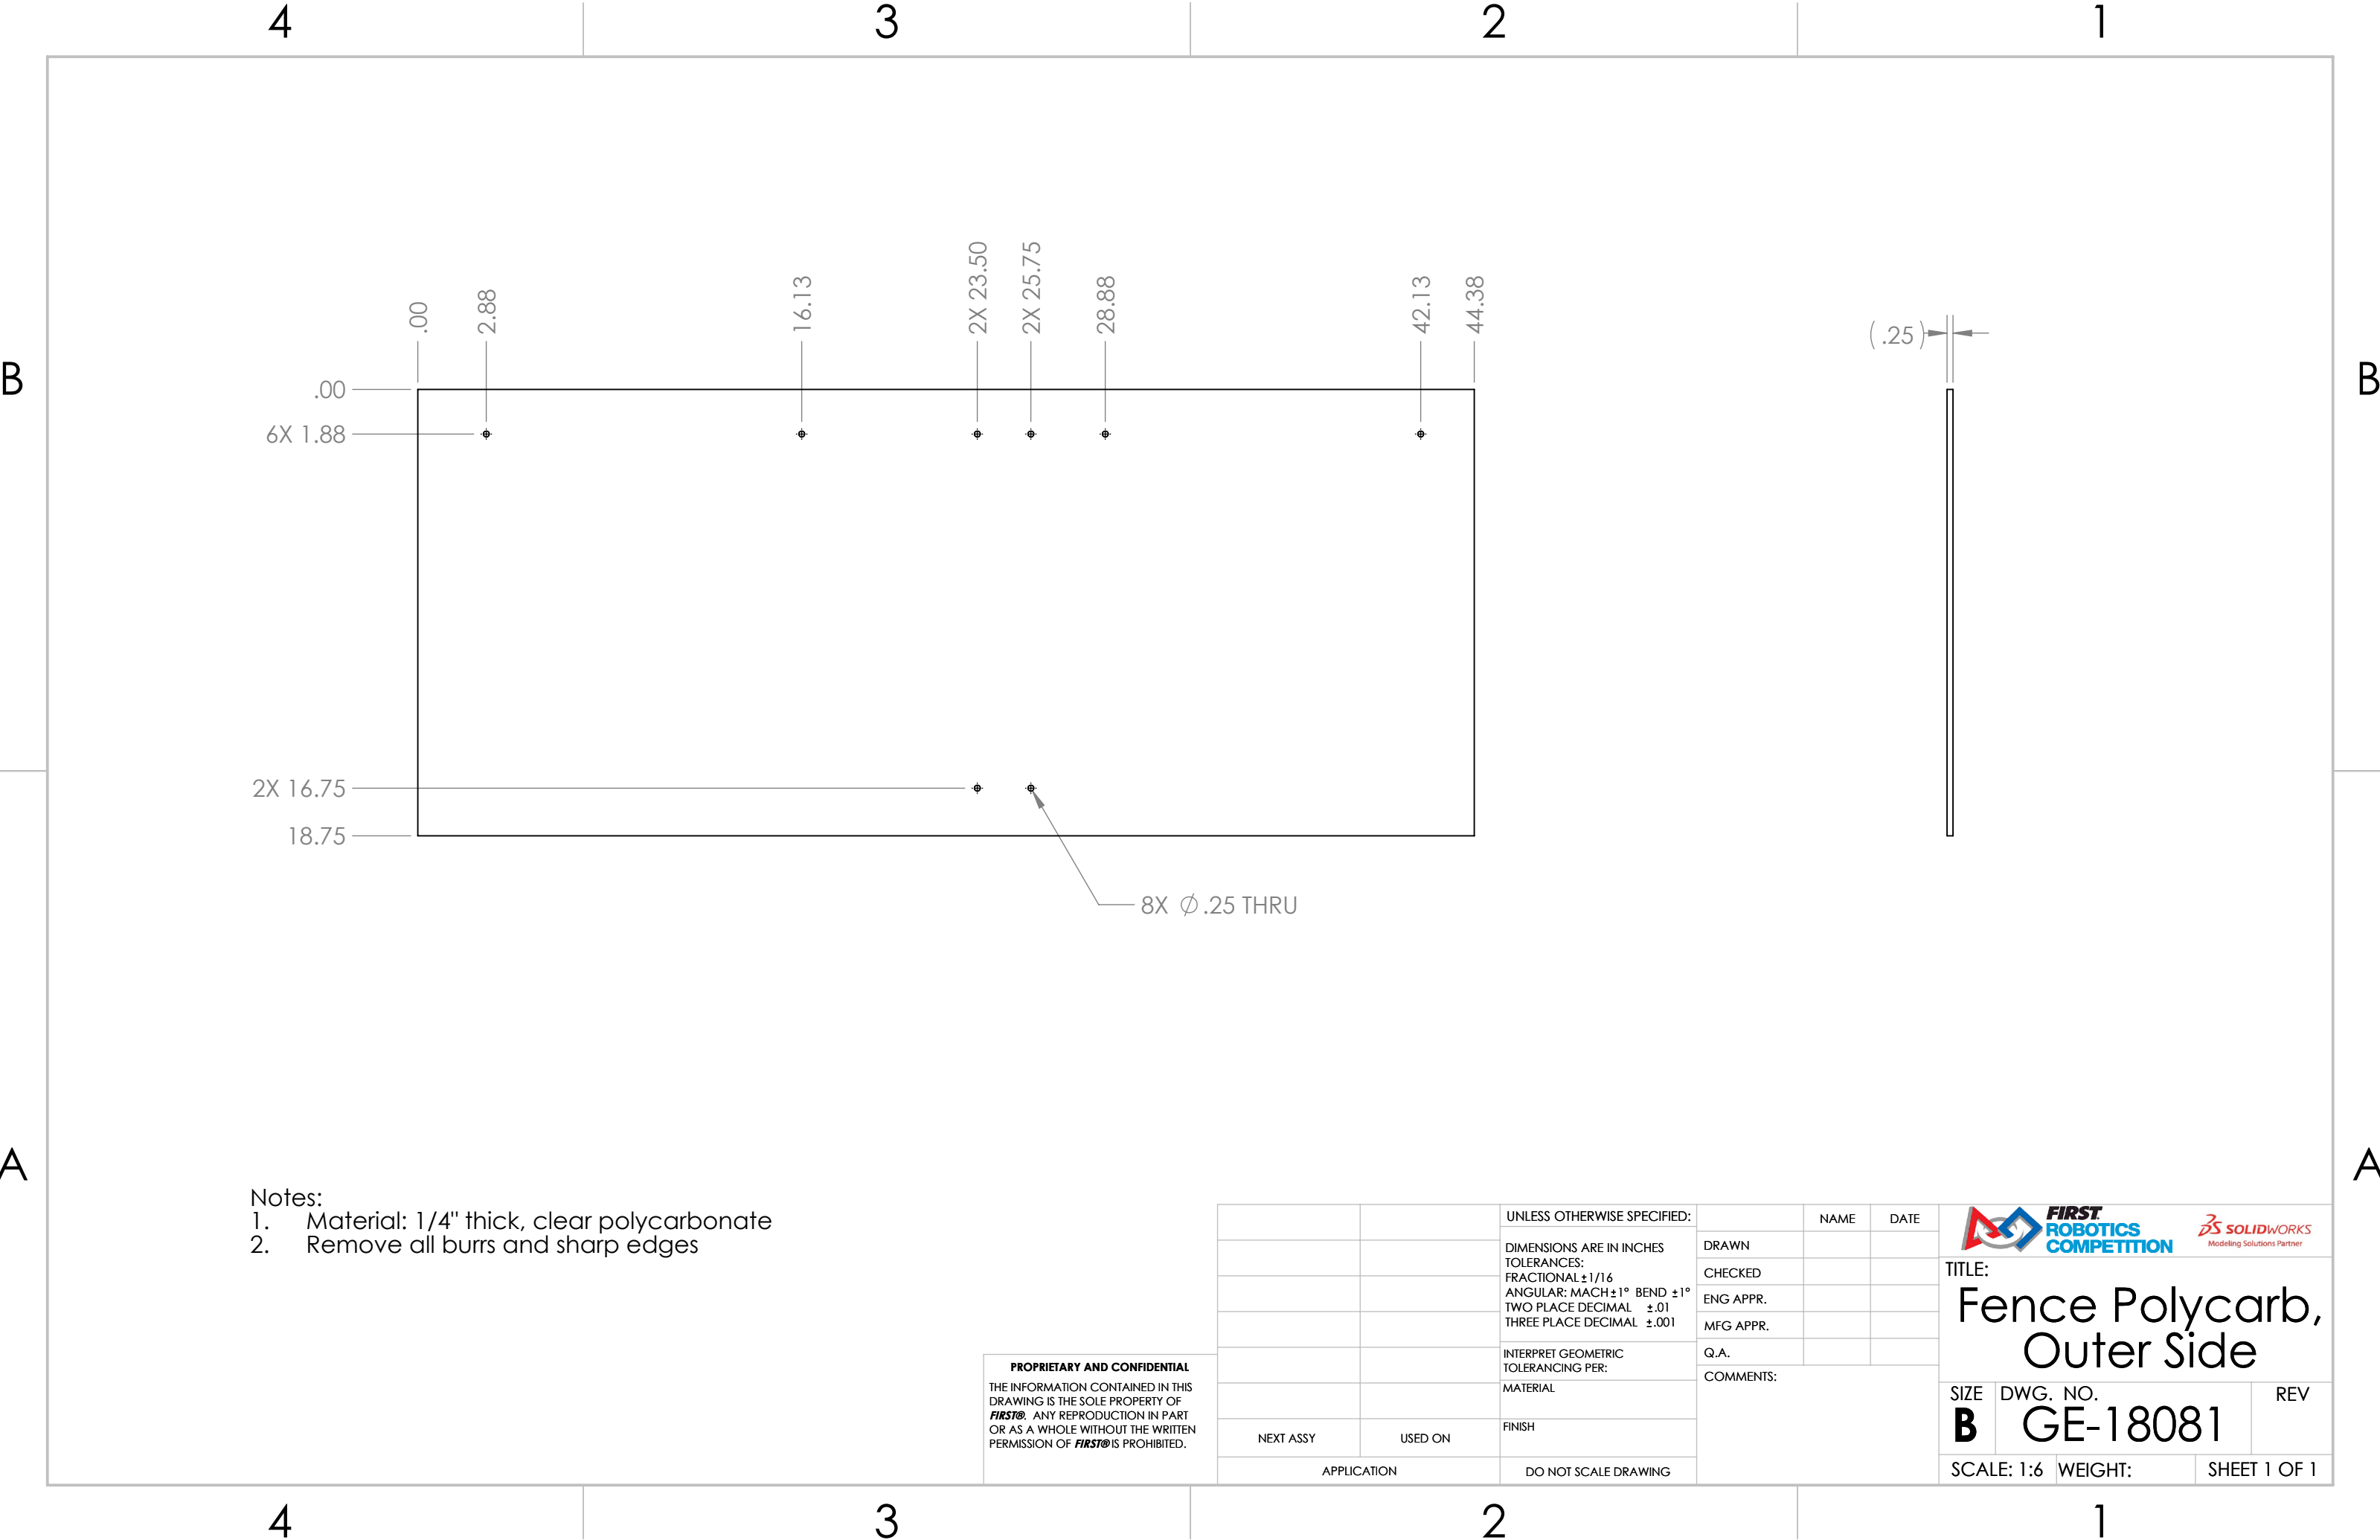 4 3 2 1
B B
.00 2.88 16.13 2X 23.50 2X 25.75 28.88 42.13 44.38
( .25 )
.00
6X 1.88
2X 16.75
18.75
8X ∅ .25 THRU
A A
Notes:
1. Material: 1/4" thick, clear polycarbonate
2. Remove all burrs and sharp edges
PROPRIETARY AND CONFIDENTIAL
THE INFORMATION CONTAINED IN THIS
DRAWING IS THE SOLE PROPERTY OF
FIRST®. ANY REPRODUCTION IN PART
OR AS A WHOLE WITHOUT THE WRITTEN
PERMISSION OF FIRST® IS PROHIBITED.
NEXT ASSY USED ON
APPLICATION
UNLESS OTHERWISE SPECIFIED:
DIMENSIONS ARE IN INCHES
TOLERANCES:
FRACTIONAL ±1/16
ANGULAR: MACH ±1° BEND ±1°
TWO PLACE DECIMAL ±.01
THREE PLACE DECIMAL ±.001
INTERPRET GEOMETRIC
TOLERANCING PER:
MATERIAL
FINISH
DO NOT SCALE DRAWING
NAME DATE
DRAWN
CHECKED
ENG APPR.
MFG APPR.
Q.A.
COMMENTS:
FIRST®
ROBOTICS
COMPETITION
SOLIDWORKS
Modeling Solutions Partner
TITLE:
Fence Polycarb,
Outer Side
SIZE DWG. NO. REV
B GE-18081
SCALE: 1:6 WEIGHT: SHEET 1 OF 1
4 3 2 1